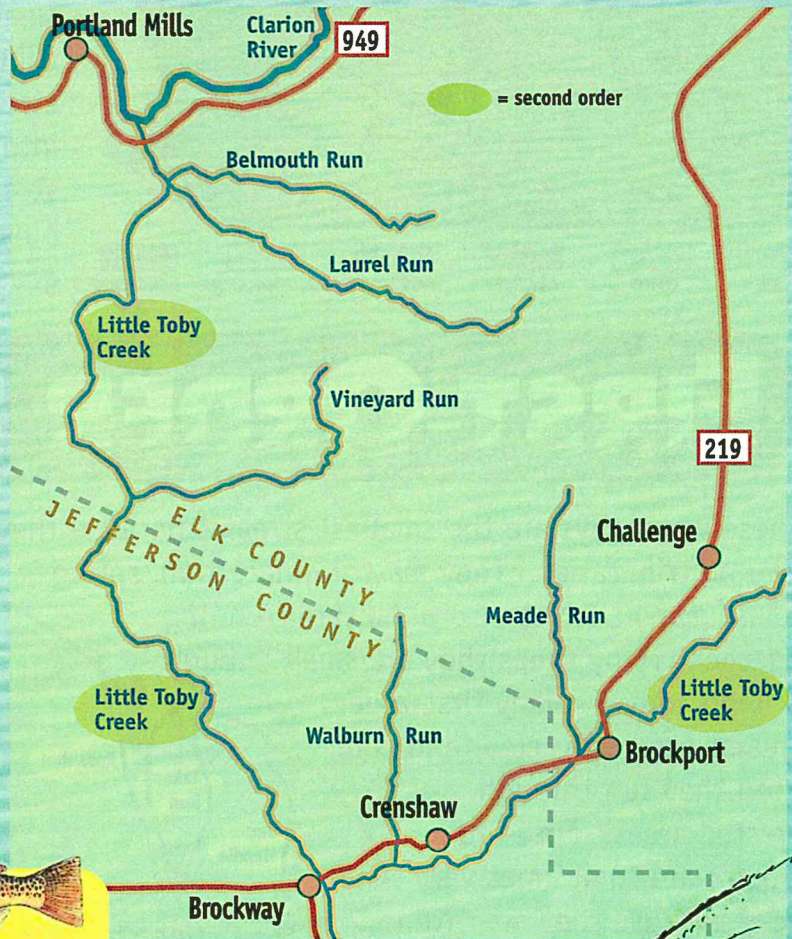 Portland Mills
Clarion
River
949
= second order
Belmouth Run
Laurel Run
Little Toby
Creek
Vineyard Run
219
ELK COUNTY
JEFFERSON COUNTY
Challenge
Meade Run
Little Toby
Creek
Little Toby
Creek
Walburn Run
Brockport
Crenshaw
Brockway